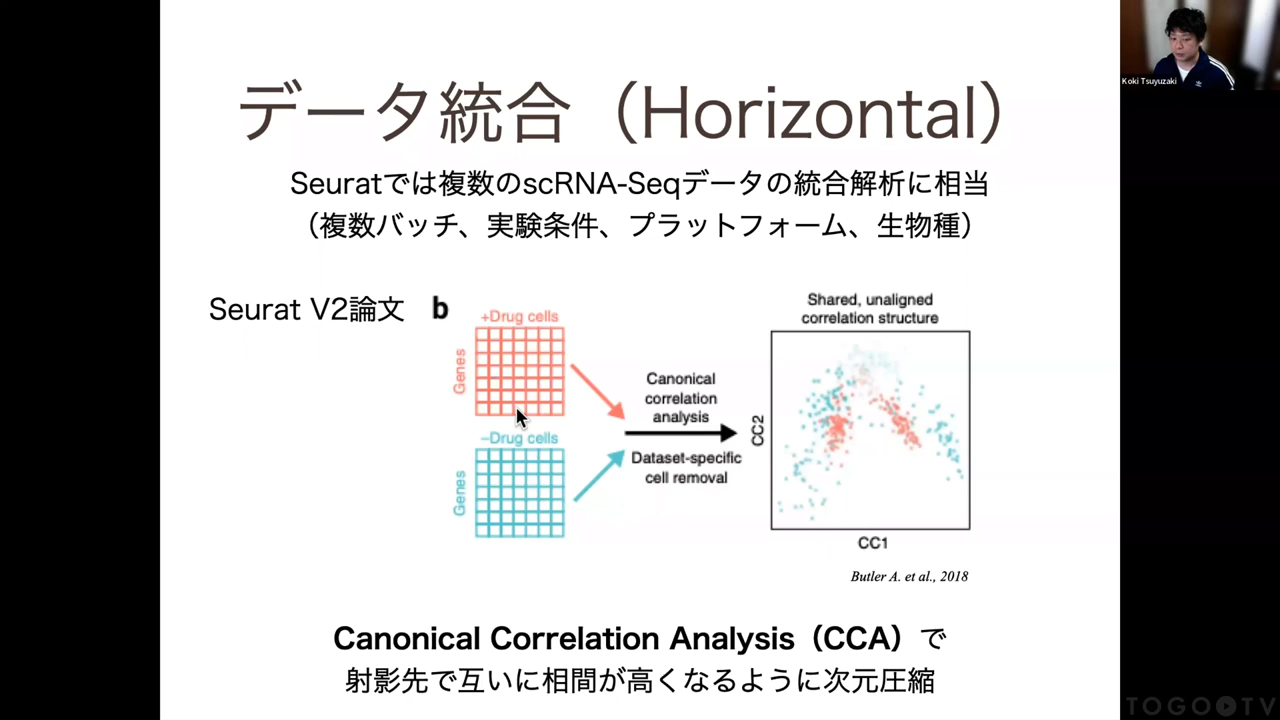 データ統合（Horizontal）
Seuratでは複数のscRNA-Seqデータの統合解析に相当
（複数バッチ、実験条件、プラットフォーム、生物種）
Seurat V2論文
b
+Drug cells
Genes
−Drug cells
Genes
Canonical
correlation
analysis
Dataset-specific
cell removal
Shared, unaligned
correlation structure
CC2
CC1
Butler A. et al., 2018
Canonical Correlation Analysis（CCA）で
射影先で互いに相間が高くなるように次元圧縮
Koki Tsuyuzaki
TOGO TV